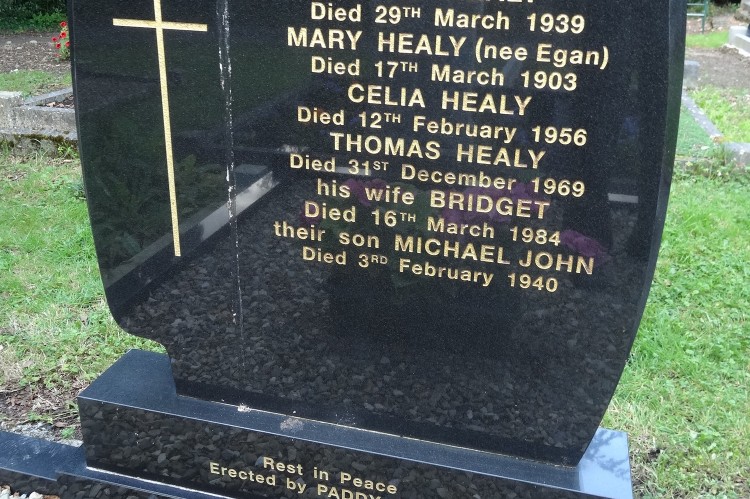 Died 29TH March 1939
MARY HEALY (nee Egan)
Died 17TH March 1903
CELIA HEALY
Died 12TH February 1956
THOMAS HEALY
Died 31ST December 1969
his wife BRIDGET
Died 16TH March 1984
their son MICHAEL JOHN
Died 3RD February 1940
Rest in Peace
Erected by PADDY